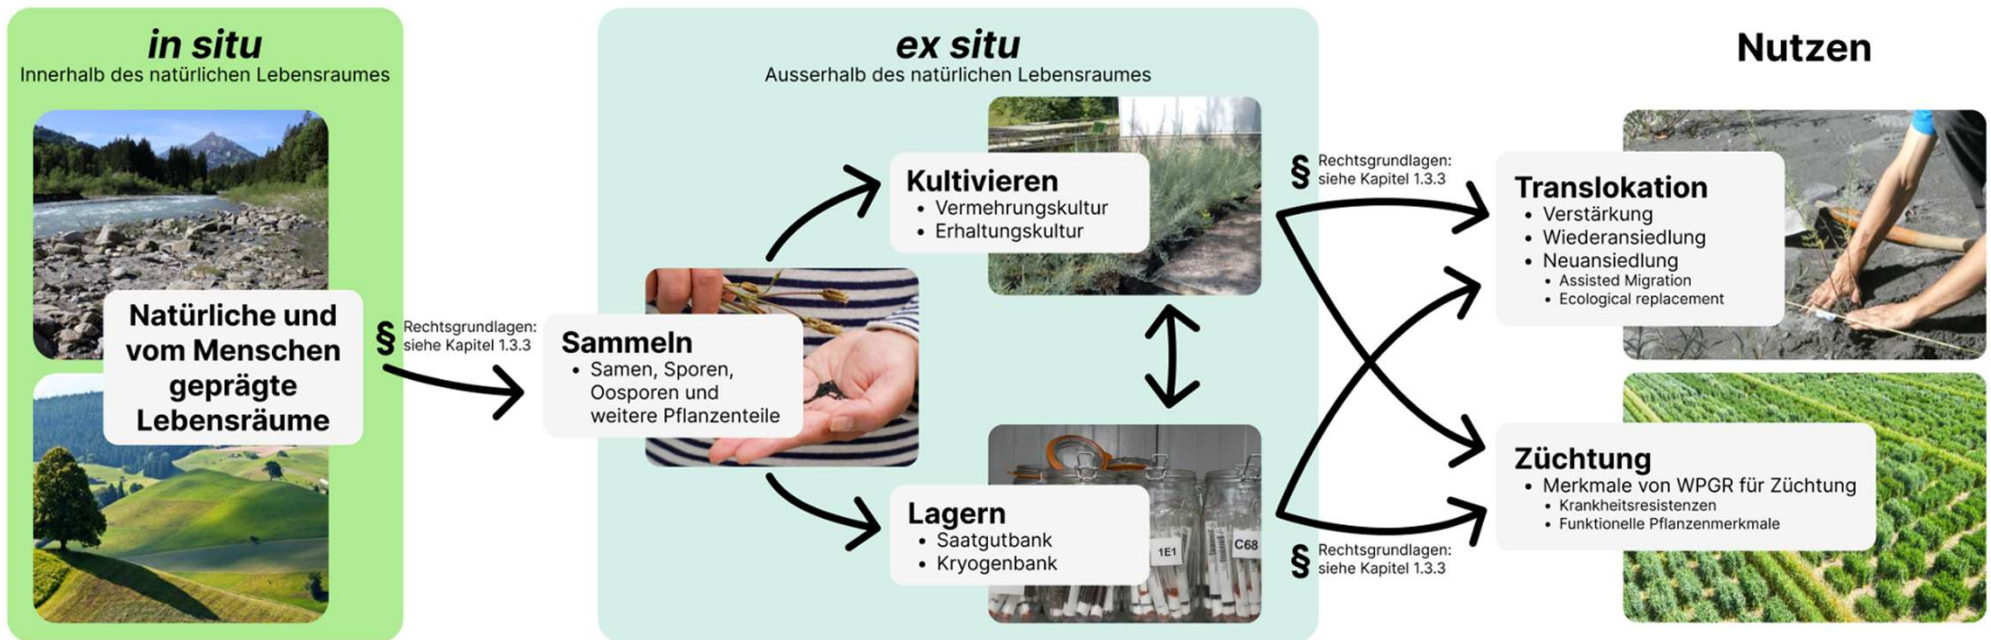 in situ
Innerhalb des natürlichen Lebensraumes
Natürliche und
vom Menschen
geprägte
Lebensräume
§ Rechtsgrundlagen:
siehe Kapitel 1.3.3
ex situ
Ausserhalb des natürlichen Lebensraumes
Sammeln
• Samen, Sporen,
Oosporen und
weitere Pflanzenteile
Kultivieren
• Vermehrungskultur
• Erhaltungskultur
Lagern
• Saatgutbank
• Kryogenbank
1E1
C68
§ Rechtsgrundlagen:
siehe Kapitel 1.3.3
§ Rechtsgrundlagen:
siehe Kapitel 1.3.3
Nutzen
Translokation
• Verstärkung
• Wiederansiedlung
• Neuansiedlung
• Assisted Migration
• Ecological replacement
Züchtung
• Merkmale von WPGR für Züchtung
• Krankheitsresistenzen
• Funktionelle Pflanzenmerkmale